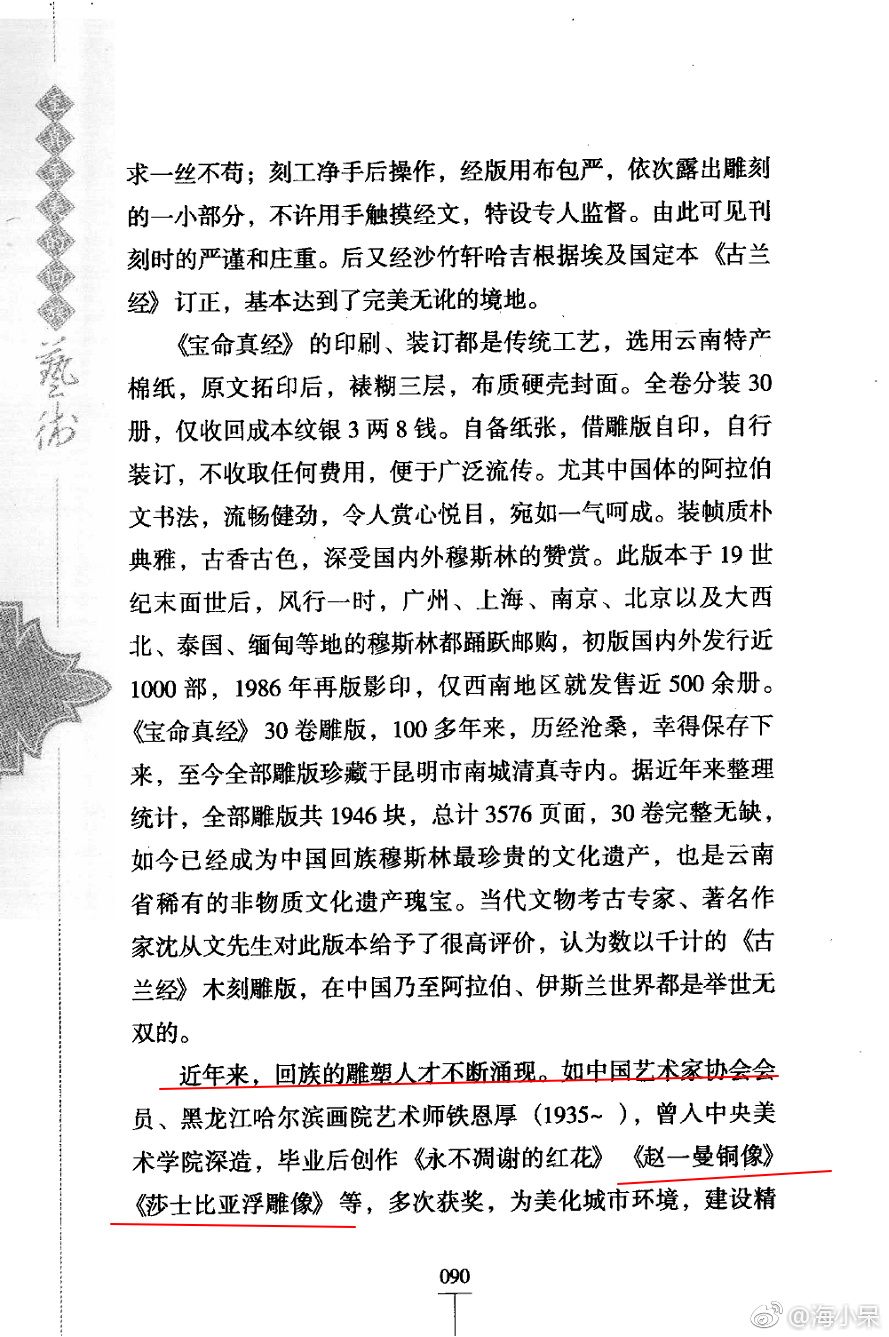 藝術
求一丝不苟；刻工净手后操作，经版用布包严，依次露出雕刻
的一小部分，不许用手触摸经文，特设专人监督。由此可见刊
刻时的严谨和庄重。后又经沙竹轩哈吉根据埃及国定本《古兰
经》订正，基本达到了完美无讹的境地。
《宝命真经》的印刷、装订都是传统工艺，选用云南特产
棉纸，原文拓印后，裱糊三层，布质硬壳封面。全卷分装 30
册，仅收回成本纹银 3 两 8 钱。自备纸张，借雕版自印，自行
装订，不收取任何费用，便于广泛流传。尤其中国体的阿拉伯
文书法，流畅健劲，令人赏心悦目，宛如一气呵成。装帧质朴
典雅，古香古色，深受国内外穆斯林的赞赏。此版本于 19 世
纪末面世后，风行一时，广州、上海、南京、北京以及大西
北、泰国、缅甸等地的穆斯林都踊跃邮购，初版国内外发行近
1000 部，1986 年再版影印，仅西南地区就发售近 500 余册。
《宝命真经》30 卷雕版，100 多年来，历经沧桑，幸得保存下
来，至今全部雕版珍藏于昆明市南城清真寺内。据近年来整理
统计，全部雕版共 1946 块，总计 3576 页面，30 卷完整无缺，
如今已经成为中国回族穆斯林最珍贵的文化遗产，也是云南
省稀有的非物质文化遗产瑰宝。当代文物考古专家、著名作
家沈从文先生对此版本给予了很高评价，认为数以千计的《古
兰经》木刻雕版，在中国乃至阿拉伯、伊斯兰世界都是举世无
双的。
近年来，回族的雕塑人才不断涌现。如中国艺术家协会会
员、黑龙江哈尔滨画院艺术师铁恩厚（1935~ ），曾入中央美
术学院深造，毕业后创作《永不凋谢的红花》《赵一曼铜像》
《莎士比亚浮雕像》等，多次获奖，为美化城市环境，建设精
090
@海小呆